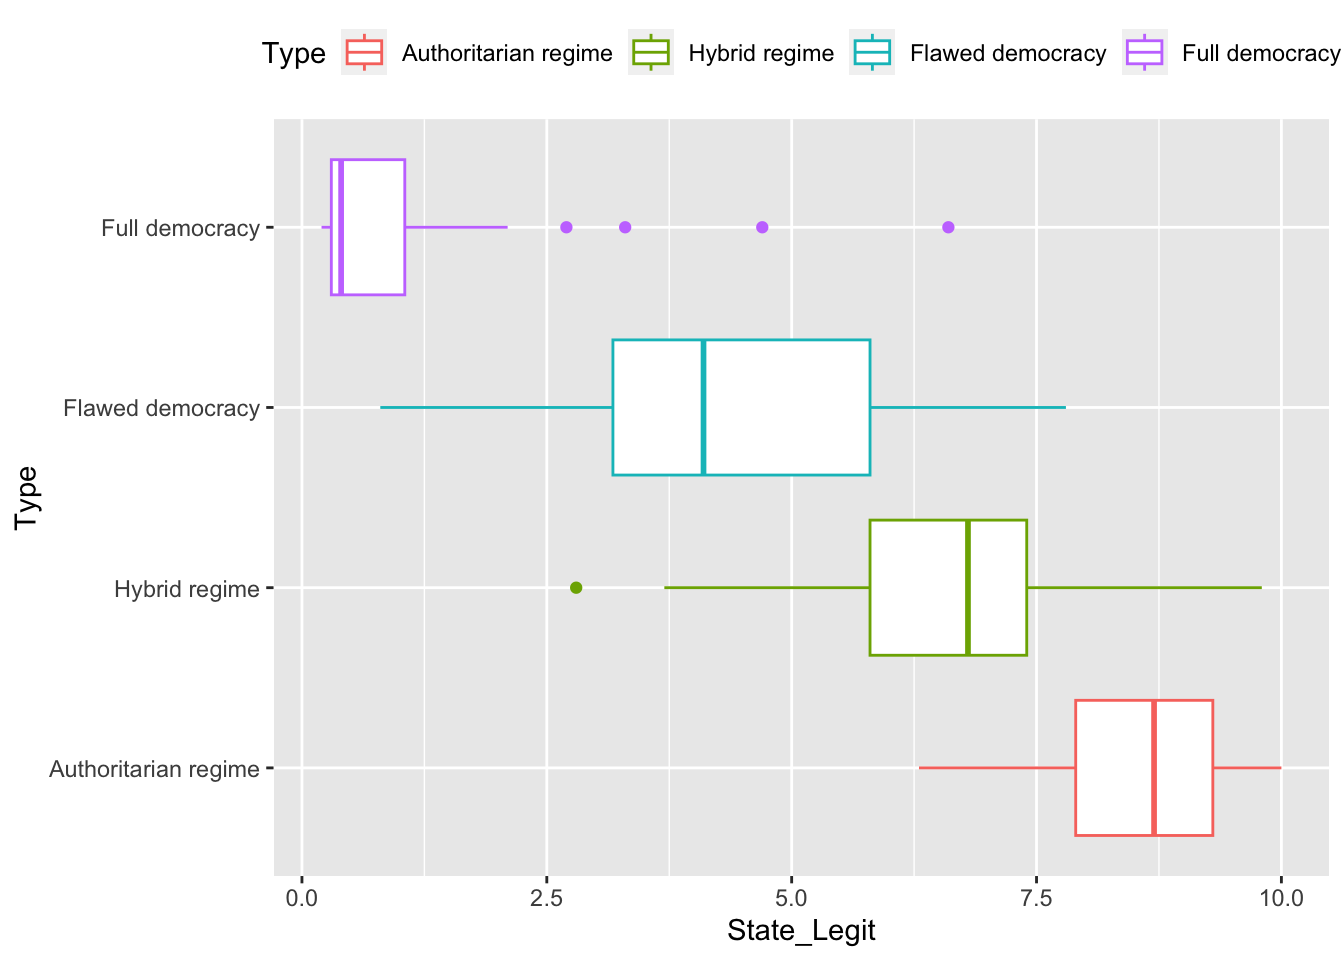 Type Authoritarian regime Hybrid regime Flawed democracy Full democracy
Full democracy
Flawed democracy
Hybrid regime
Authoritarian regime
Type
0.0 2.5 5.0 7.5 10.0
State_Legit